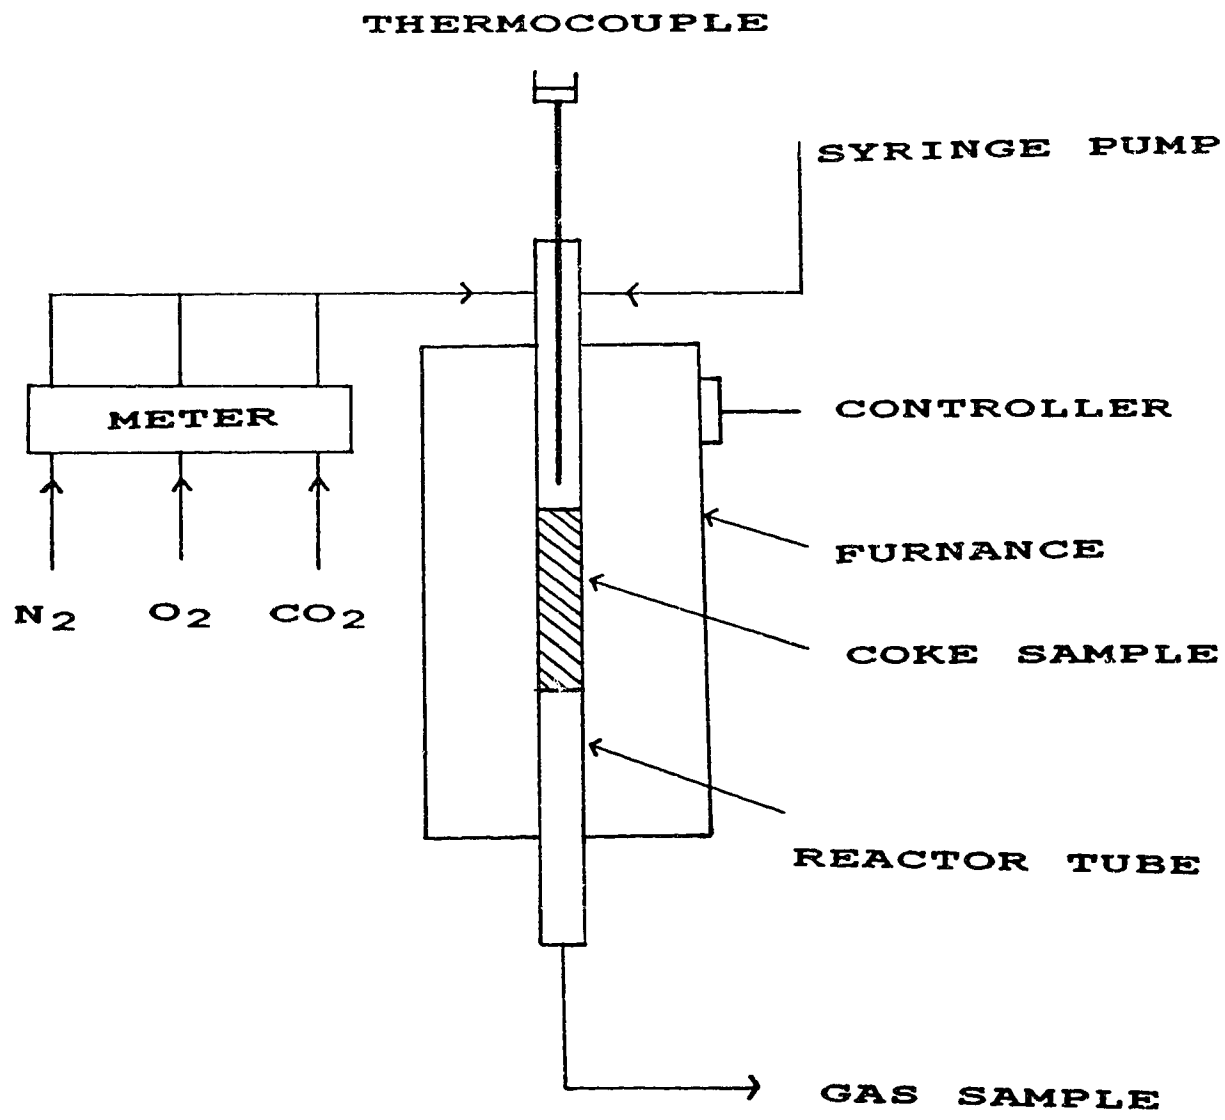 THERMOCOUPLE
SYRINGE PUMP
METER
CONTROLLER
FURNANCE
N2 O2 CO2
COKE SAMPLE
REACTOR TUBE
GAS SAMPLE